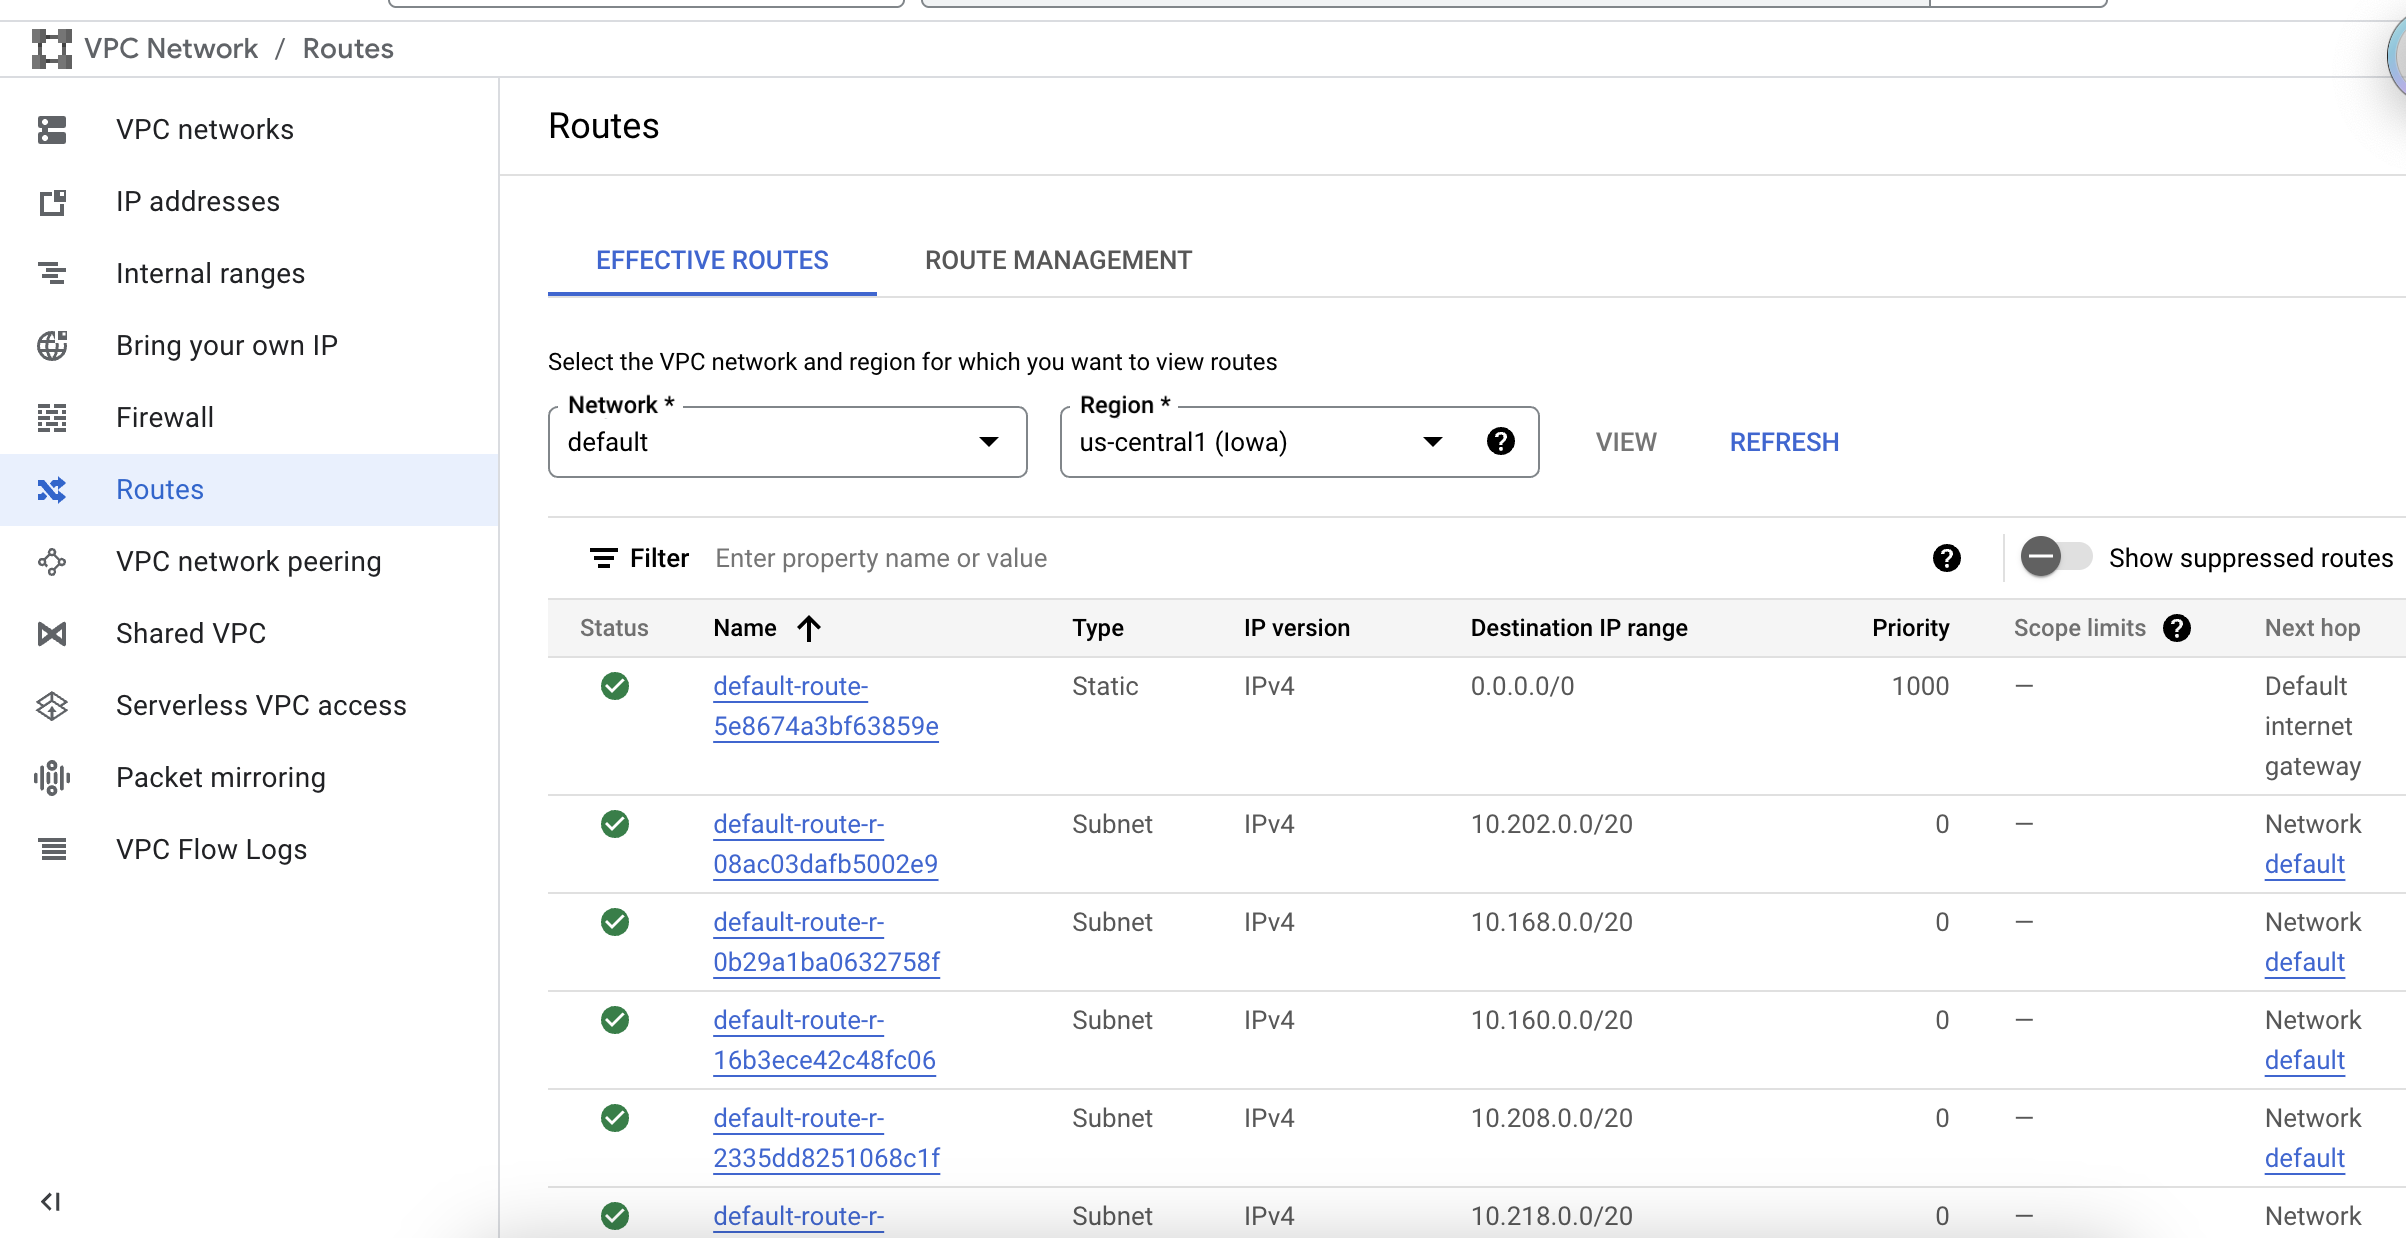 VPC Network / Routes
VPC networks
IP addresses
Internal ranges
Bring your own IP
Firewall
Routes
VPC network peering
Shared VPC
Serverless VPC access
Packet mirroring
VPC Flow Logs
Routes
EFFECTIVE ROUTES ROUTE MANAGEMENT
Select the VPC network and region for which you want to view routes
Network * Region *
default us-central1 (Iowa) VIEW REFRESH
Filter Enter property name or value Show suppressed routes
Status Name Type IP version Destination IP range Priority Scope limits Next hop
default-route- Static IPv4 0.0.0.0/0 1000 — Default
5e8674a3bf63859e internet
gateway
default-route-r- Subnet IPv4 10.202.0.0/20 0 — Network
08ac03dafb5002e9 default
default-route-r- Subnet IPv4 10.168.0.0/20 0 — Network
0b29a1ba0632758f default
default-route-r- Subnet IPv4 10.160.0.0/20 0 — Network
16b3ece42c48fc06 default
default-route-r- Subnet IPv4 10.208.0.0/20 0 — Network
2335dd8251068c1f default
default-route-r- Subnet IPv4 10.218.0.0/20 0 — Network